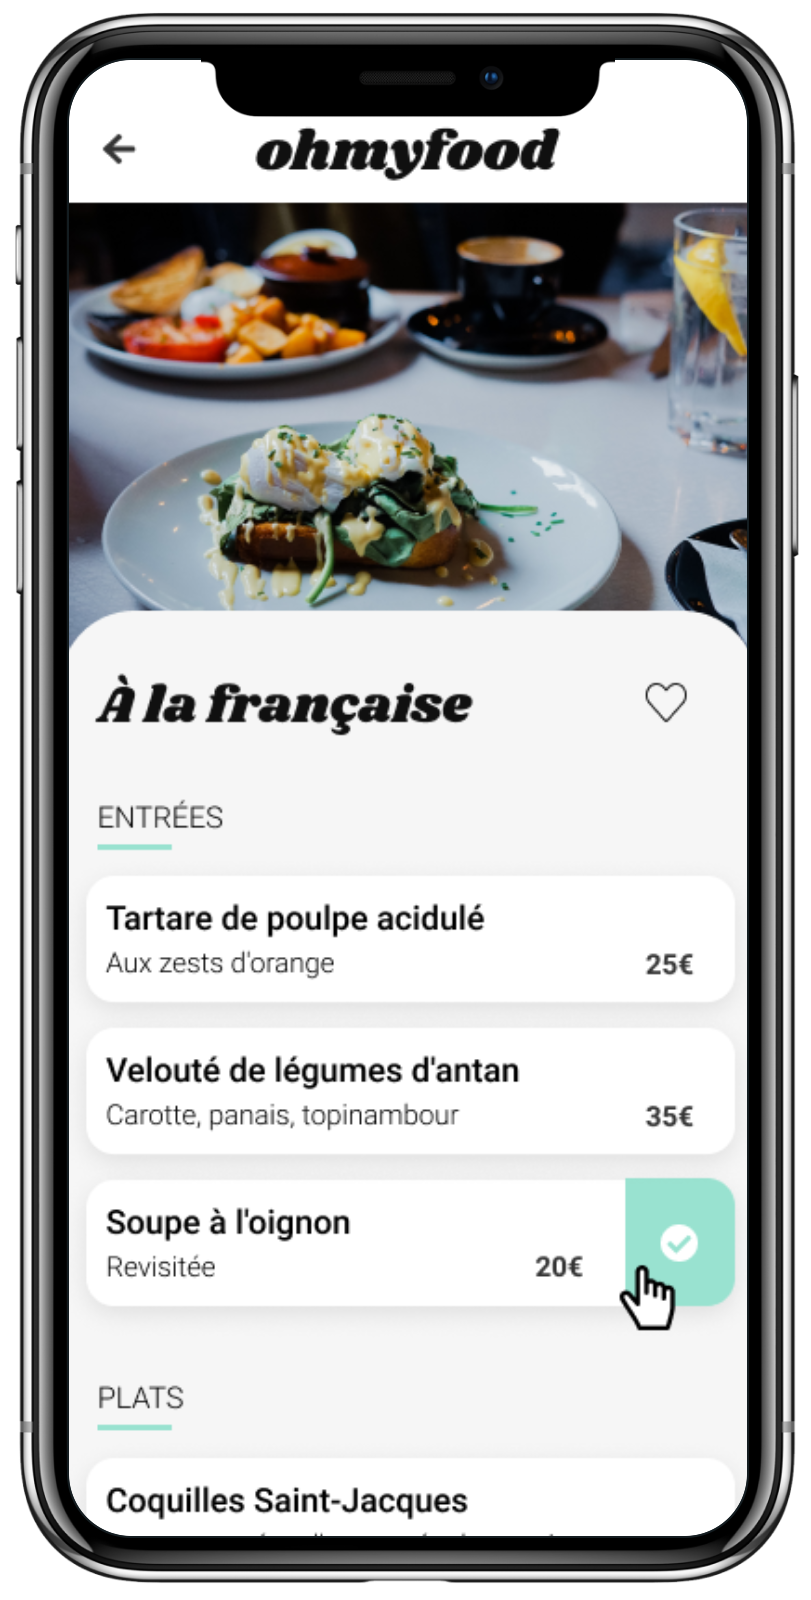 ohmyfood
À la française
ENTRÉES
Tartare de poulpe acidulé
Aux zests d'orange 25€
Velouté de légumes d'antan
Carotte, panais, topinambour 35€
Soupe à l'oignon
Revisitée 20€
PLATS
Coquilles Saint-Jacques